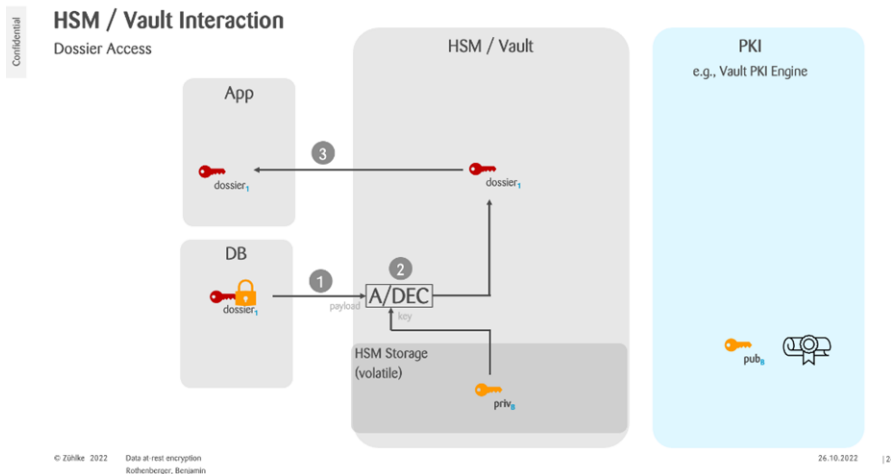 Confidential
HSM / Vault Interaction
Dossier Access
HSM / Vault
PKI
e.g., Vault PKI Engine
App
3
dossier1
dossier1
DB
1
2
dossier1
payload
A/DEC
key
HSM Storage
(volatile)
privB
pubB
© Zühlke 2022
Data at-rest encryption
Rothenberger, Benjamin
26.10.2022